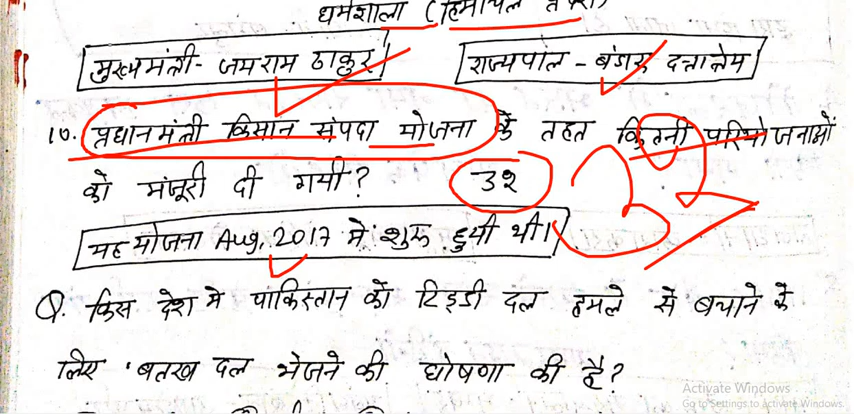 धर्मशाला (हिमाचल
मुख्यमंत्री - जयराम ठाकुर राज्यपाल - बंडारु दत्तात्रेय
10. प्रधानमंत्री किसान संपदा योजना के तहत कितनी परियोजनाओं
को मंजूरी दी गयी? 32
32
यह योजना Aug, 2017 में शुरू हुयी थी।
Q. किस देश मे पाकिस्तान को टिड्डी दल हमले से बचाने के
लिए 'बतख दल भेजने की घोषणा की है?
Activate Windows
Go to Settings to Activate Windows.